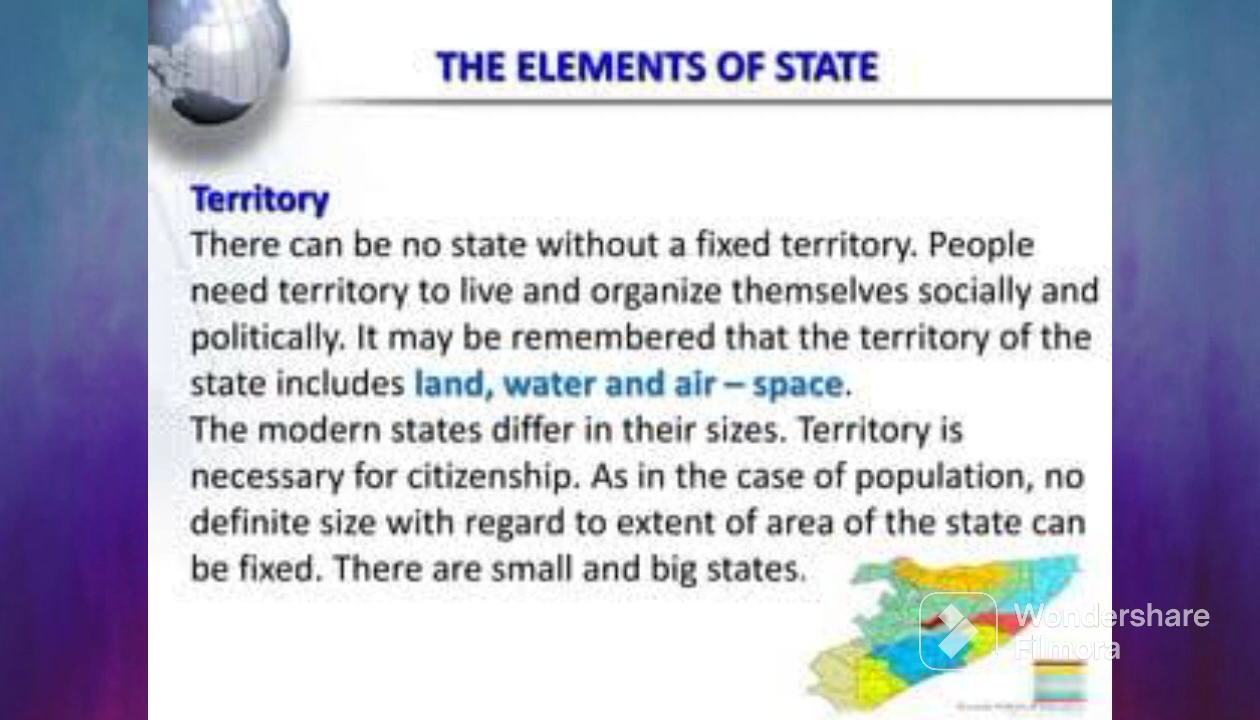 THE ELEMENTS OF STATE
Territory
There can be no state without a fixed territory. People
need territory to live and organize themselves socially and
politically. It may be remembered that the territory of the
state includes land, water and air – space.
The modern states differ in their sizes. Territory is
necessary for citizenship. As in the case of population, no
definite size with regard to extent of area of the state can
be fixed. There are small and big states.
Wondershare
Filmora